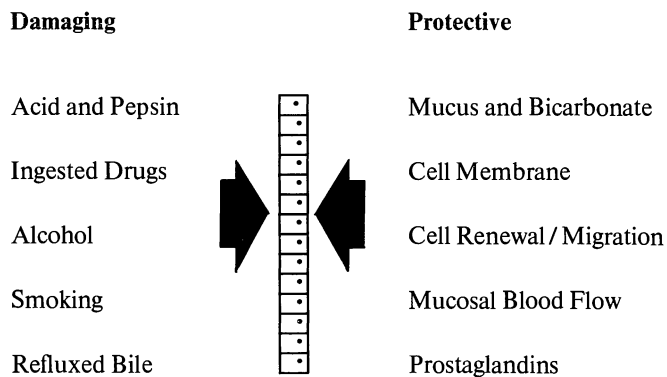 Damaging
Protective
Acid and Pepsin
Mucus and Bicarbonate
Ingested Drugs
Cell Membrane
Alcohol
Cell Renewal / Migration
Smoking
Mucosal Blood Flow
Refluxed Bile
Prostaglandins